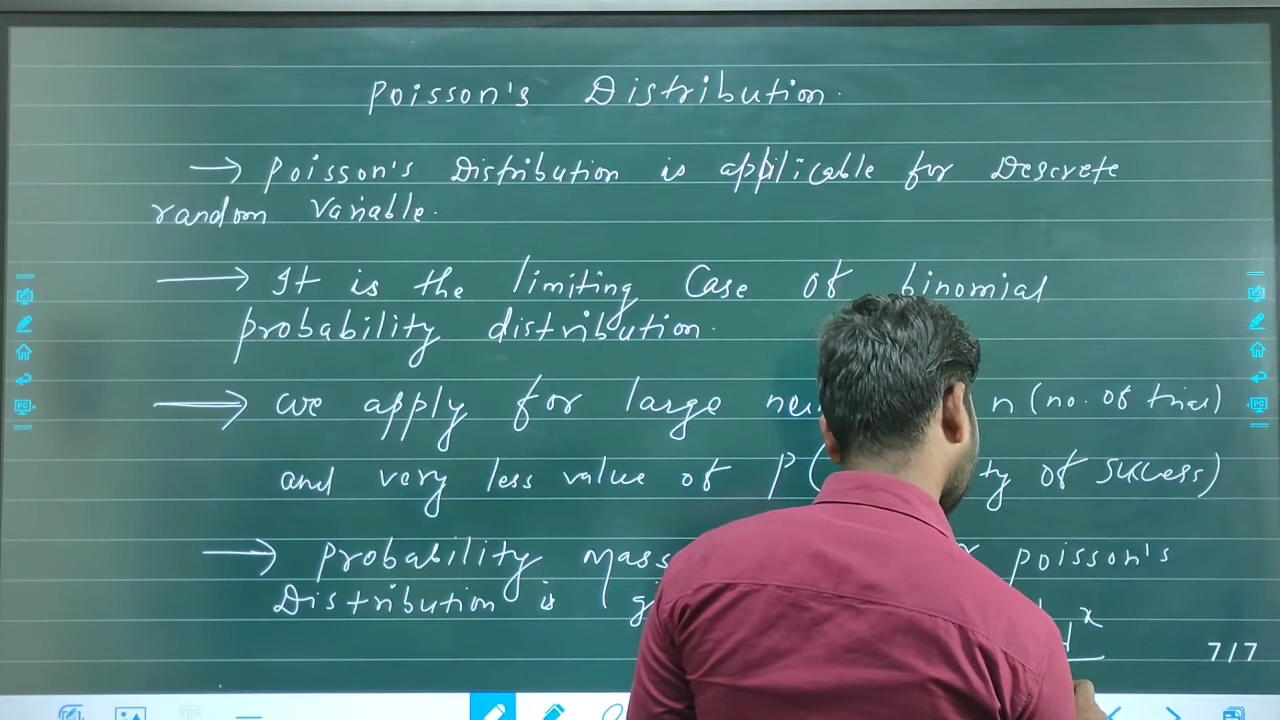 Poisson's Distribution.
→ Poisson's Distribution is applicable for Descrete
random Variable.
→ It is the limiting Case of binomial
probability distribution.
→ we apply for large n (no. of trial)
and very less value of P ( of success)
→ Probability mass poisson's
Distribution is
x
7/7
PC
PC